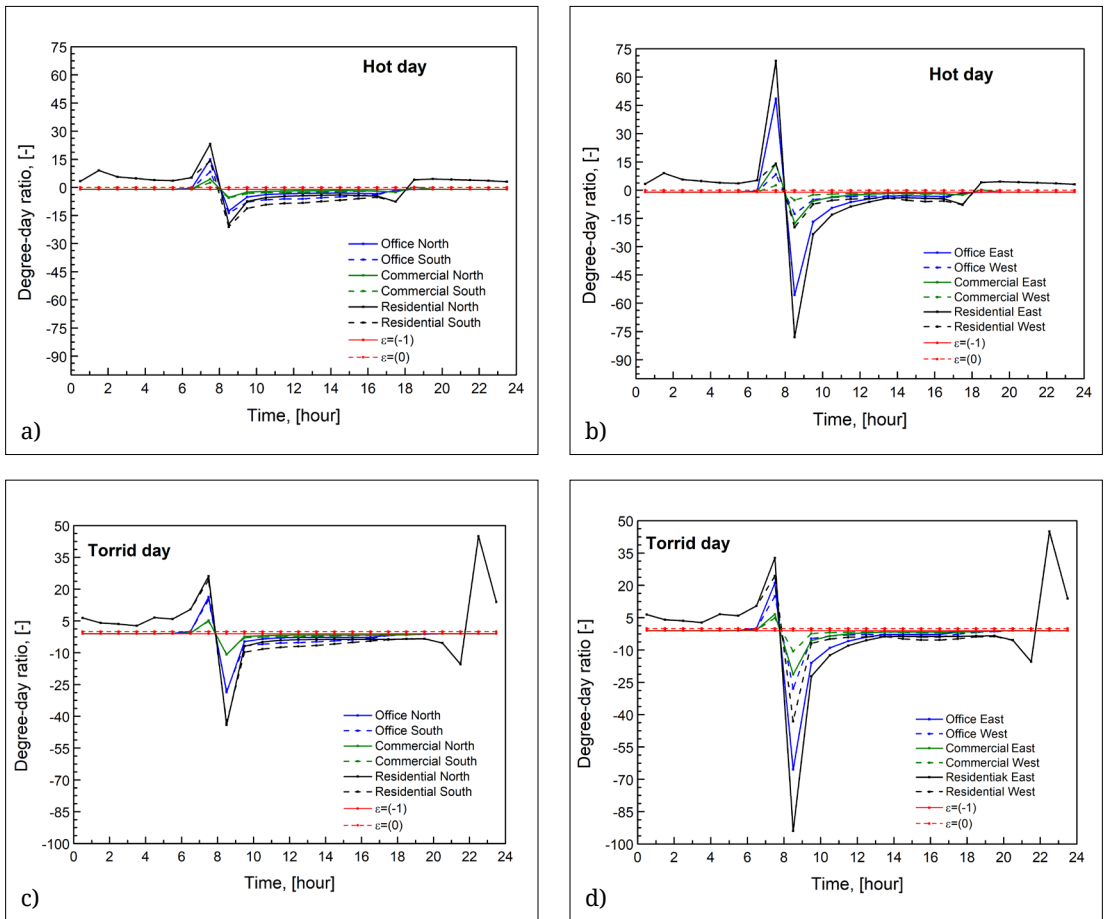 Hot day
Degree-day ratio, [-]
75
60
45
30
15
0
-15
-30
-45
-60
-75
-90
Office North
Office South
Commercial North
Commercial South
Residential North
Residential South
ε=(-1)
ε=(0)
0 2 4 6 8 10 12 14 16 18 20 22 24
Time, [hour]
a)
Hot day
Degree-day ratio, [-]
75
60
45
30
15
0
-15
-30
-45
-60
-75
-90
Office East
Office West
Commercial East
Commercial West
Residential East
Residential West
ε=(-1)
ε=(0)
0 2 4 6 8 10 12 14 16 18 20 22 24
Time, [hour]
b)
Torrid day
Degree-day ratio [-]
50
35
20
5
-10
-25
-40
-55
-70
-85
-100
Office North
Office South
Commercial North
Commercial South
Residential North
Residential South
ε=(-1)
ε=(0)
0 2 4 6 8 10 12 14 16 18 20 22 24
Time, [hour]
c)
Torrid day
Degree-day ratio [-]
50
35
20
5
-10
-25
-40
-55
-70
-85
-100
Office East
Office West
Commercial East
Commercial West
Residentiak East
Residential West
ε=(-1)
ε=(0)
0 2 4 6 8 10 12 14 16 18 20 22 24
Time, [hour]
d)